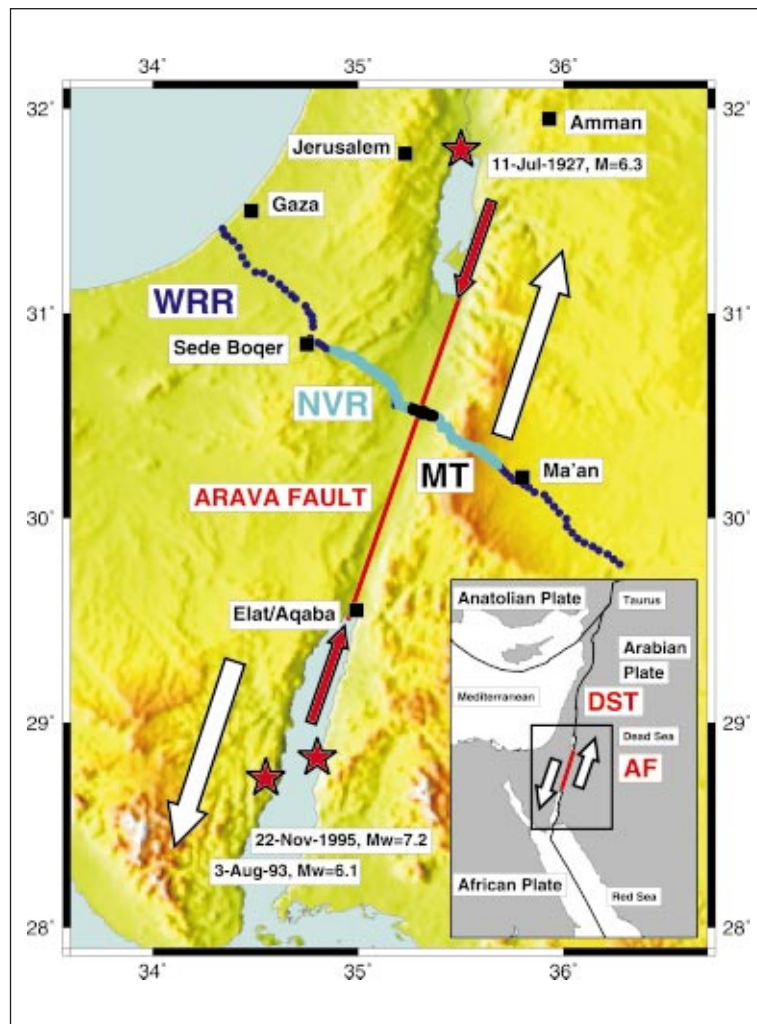 34˚
35˚
36˚
32˚
32˚
Amman
Jerusalem
11-Jul-1927, M=6.3
Gaza
WRR
31˚
31˚
Sede Boqer
NVR
MT
Ma'an
ARAVA FAULT
30˚
30˚
Elat/Aqaba
Anatolian Plate
Taurus
Arabian
Plate
Mediterranean
DST
29˚
29˚
Dead Sea
AF
22-Nov-1995, Mw=7.2
3-Aug-93, Mw=6.1
African Plate
Red Sea
28˚
28˚
34˚
35˚
36˚